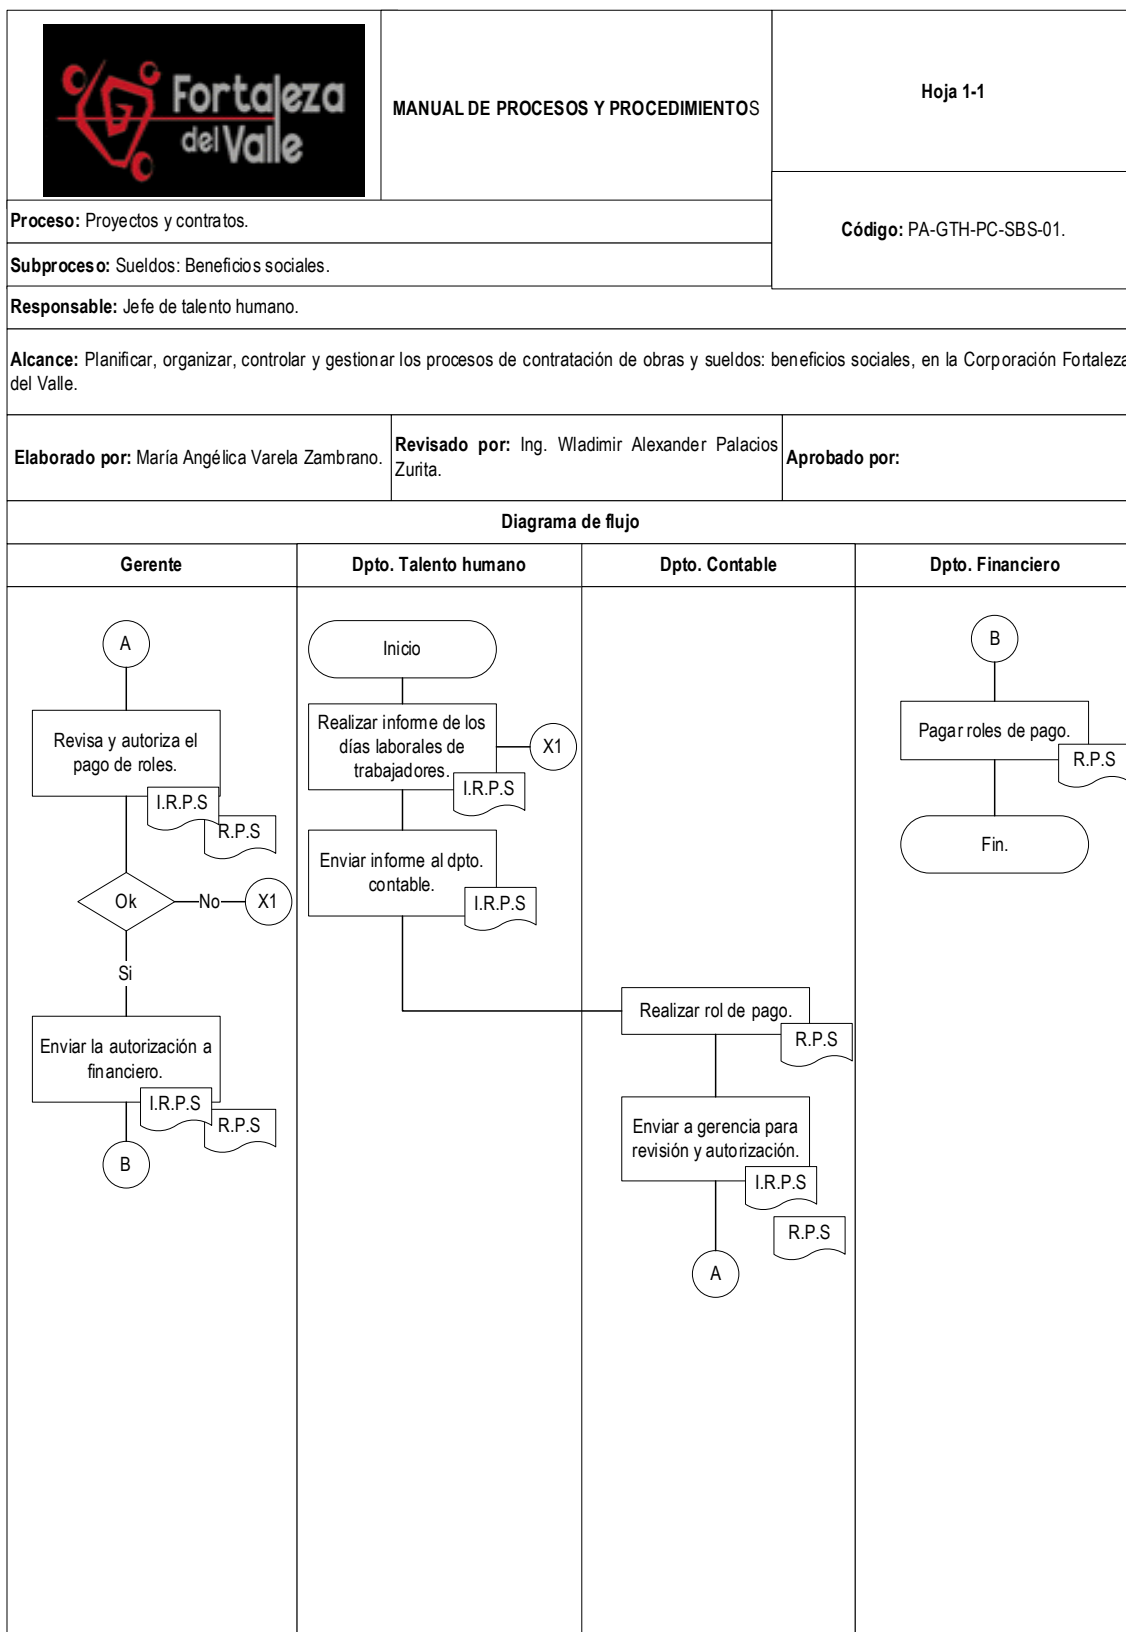 Fortaleza
del Valle
MANUAL DE PROCESOS Y PROCEDIMIENTOS
Hoja 1-1
Proceso: Proyectos y contratos.
Código: PA-GTH-PC-SBS-01.
Subproceso: Sueldos: Beneficios sociales.
Responsable: Jefe de talento humano.
Alcance: Planificar, organizar, controlar y gestionar los procesos de contratación de obras y sueldos: beneficios sociales, en la Corporación Fortaleza
del Valle.
Elaborado por: María Angélica Varela Zambrano.
Revisado por: Ing. Wladimir Alexander Palacios
Zurita.
Aprobado por:
Diagrama de flujo
Gerente
Dpto. Talento humano
Dpto. Contable
Dpto. Financiero
A
Revisa y autoriza el
pago de roles.
I.R.P.S
R.P.S
Ok
No
X1
Si
Enviar la autorización a
financiero.
I.R.P.S
R.P.S
B
Inicio
Realizar informe de los
días laborales de
trabajadores.
X1
I.R.P.S
Enviar informe al dpto.
contable.
I.R.P.S
Realizar rol de pago.
R.P.S
Enviar a gerencia para
revisión y autorización.
I.R.P.S
R.P.S
A
B
Pagar roles de pago.
R.P.S
Fin.